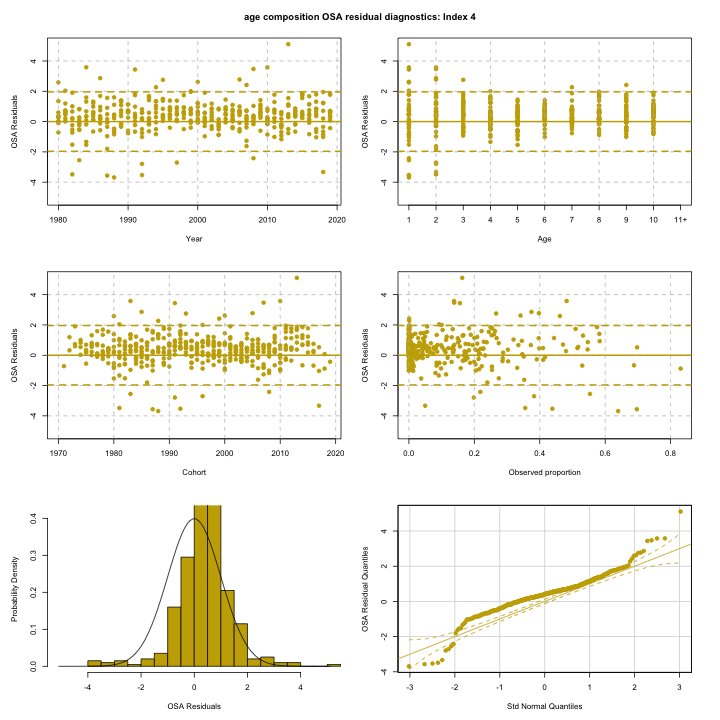 age composition OSA residual diagnostics: Index 4
OSA Residuals
4
2
0
-2
-4
1980 1990 2000 2010 2020
Year
OSA Residuals
4
2
0
-2
-4
1 2 3 4 5 6 7 8 9 10 11+
Age
OSA Residuals
4
2
0
-2
-4
1970 1980 1990 2000 2010 2020
Cohort
OSA Residuals
4
2
0
-2
-4
0.0 0.2 0.4 0.6 0.8
Observed proportion
Probability Density
0.4
0.3
0.2
0.1
0.0
-4 -2 0 2 4
OSA Residuals
OSA Residual Quantiles
4
2
0
-2
-4
-3 -2 -1 0 1 2 3
Std Normal Quantiles